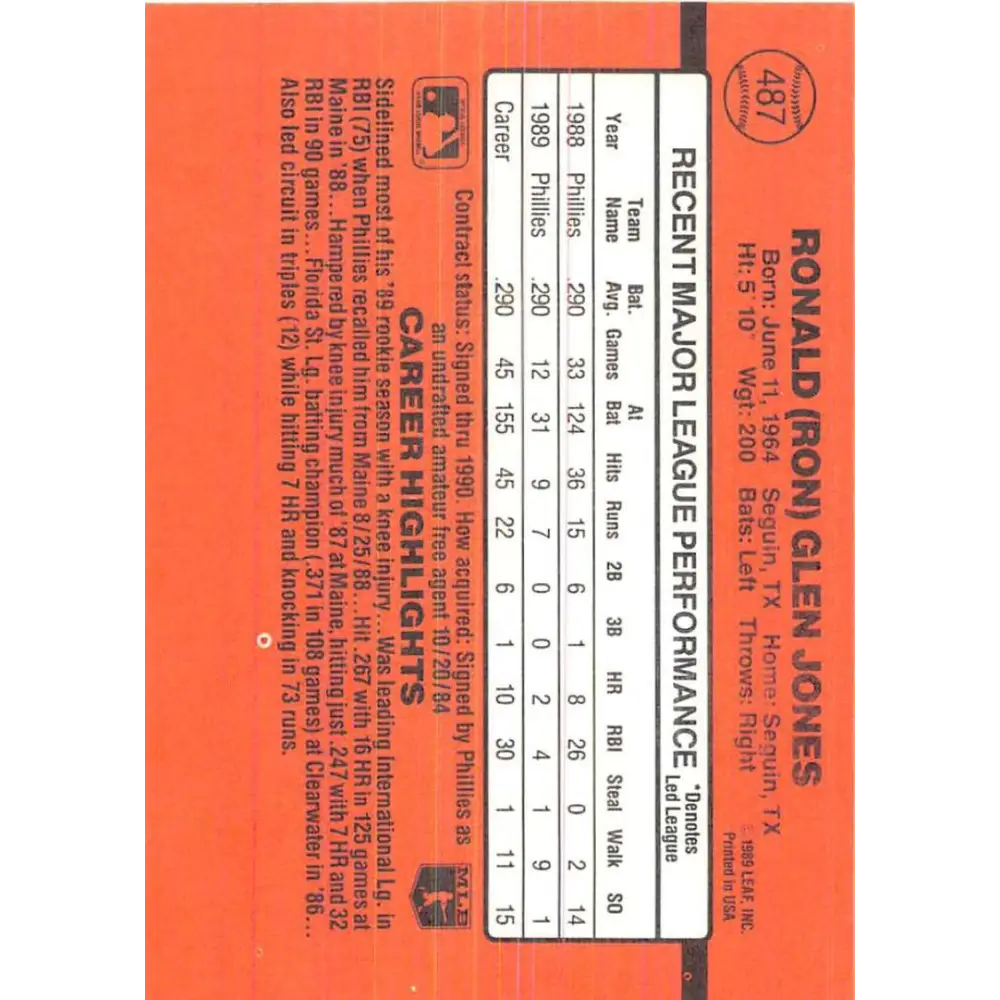 487
RONALD (RON) GLEN JONES
Born: June 11, 1964 Seguin, TX Home: Seguin, TX
Ht: 5' 10" Wgt: 200 Bats: Left Throws: Right
© 1989 LEAF, INC.
Printed in USA
RECENT MAJOR LEAGUE PERFORMANCE *Denotes Led League
Year Team Name Bat. Avg. Games At Bat Hits Runs 2B 3B HR RBI Steal Walk SO
1988 Phillies .290 33 124 36 15 6 1 8 26 0 2 14
1989 Phillies .290 12 31 9 7 0 0 2 4 1 9 1
Career .290 45 155 45 22 6 1 10 30 1 11 15
Contract status: Signed thru 1990. How acquired: Signed by Phillies as
an undrafted amateur free agent 10/20/84
MLB
CAREER HIGHLIGHTS
Sidelined most of his '89 rookie season with a knee injury...Was leading International Lg. in
RBI (75) when Phillies recalled him from Maine 8/25/88...Hit .267 with 16 HR in 125 games at
Maine in '88...Hampered by knee injury much of '87 at Maine, hitting just .247 with 7 HR and 32
RBI in 90 games...Florida St. Lg. batting champion (.371 in 108 games) at Clearwater in '86...
Also led circuit in triples (12) while hitting 7 HR and knocking in 73 runs.